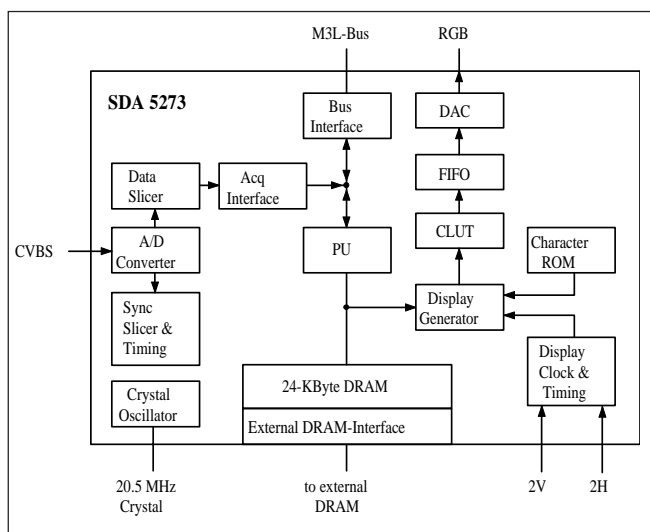 M3L-Bus
RGB
SDA 5273
Bus
Interface
DAC
Data
Slicer
Acq
Interface
FIFO
CVBS
A/D
Converter
PU
CLUT
Character
ROM
Sync
Slicer &
Timing
Display
Generator
Display
Clock &
Timing
Crystal
Oscillator
24-KByte DRAM
External DRAM-Interface
20.5 MHz
Crystal
to external
DRAM
2V
2H